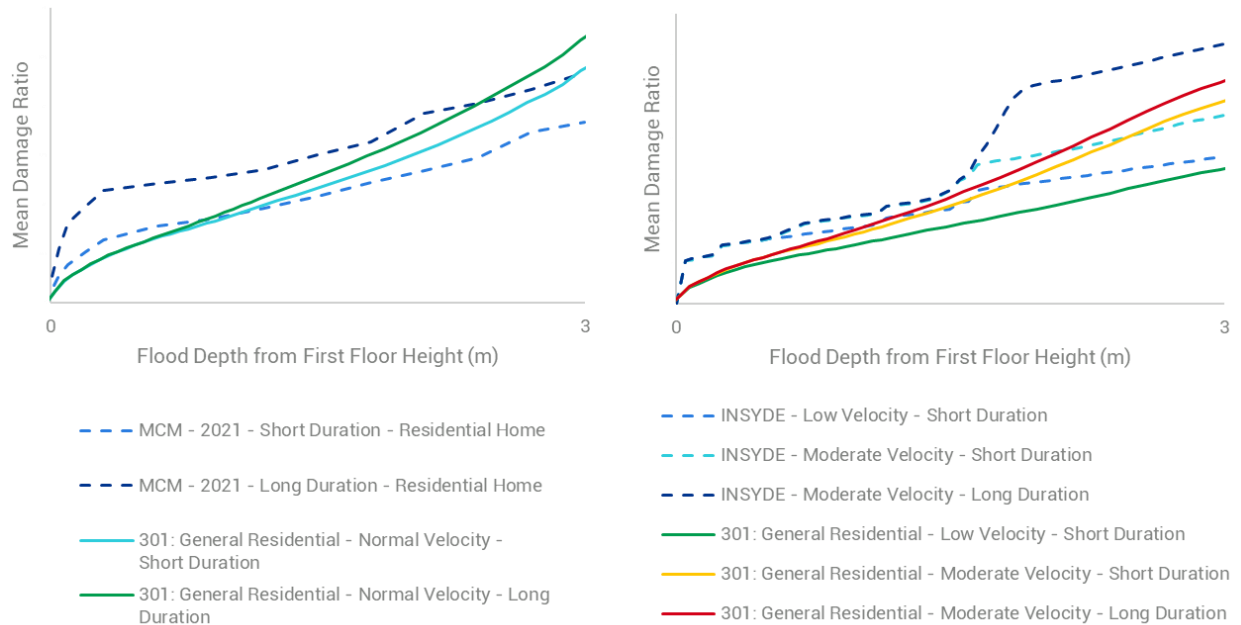 Mean Damage Ratio
0
3
Flood Depth from First Floor Height (m)
MCM - 2021 - Short Duration - Residential Home
MCM - 2021 - Long Duration - Residential Home
301: General Residential - Normal Velocity -
Short Duration
301: General Residential - Normal Velocity - Long
Duration
Mean Damage Ratio
0
3
Flood Depth from First Floor Height (m)
INSYDE - Low Velocity - Short Duration
INSYDE - Moderate Velocity - Short Duration
INSYDE - Moderate Velocity - Long Duration
301: General Residential - Low Velocity - Short Duration
301: General Residential - Moderate Velocity - Short Duration
301: General Residential - Moderate Velocity - Long Duration